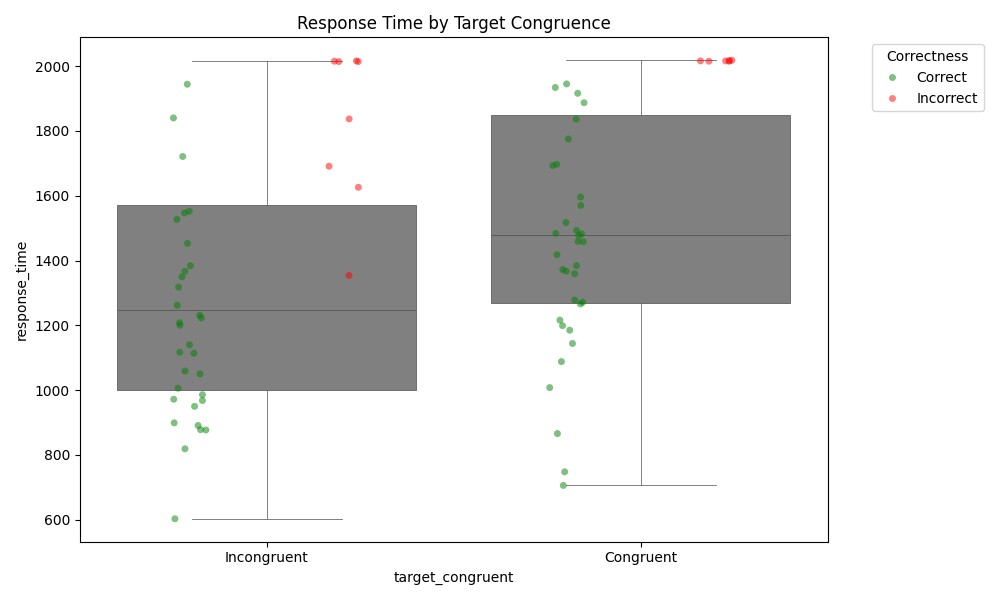 Response Time by Target Congruence
Correctness
Correct
Incorrect
response_time
2000
1800
1600
1400
1200
1000
800
600
Incongruent
Congruent
target_congruent